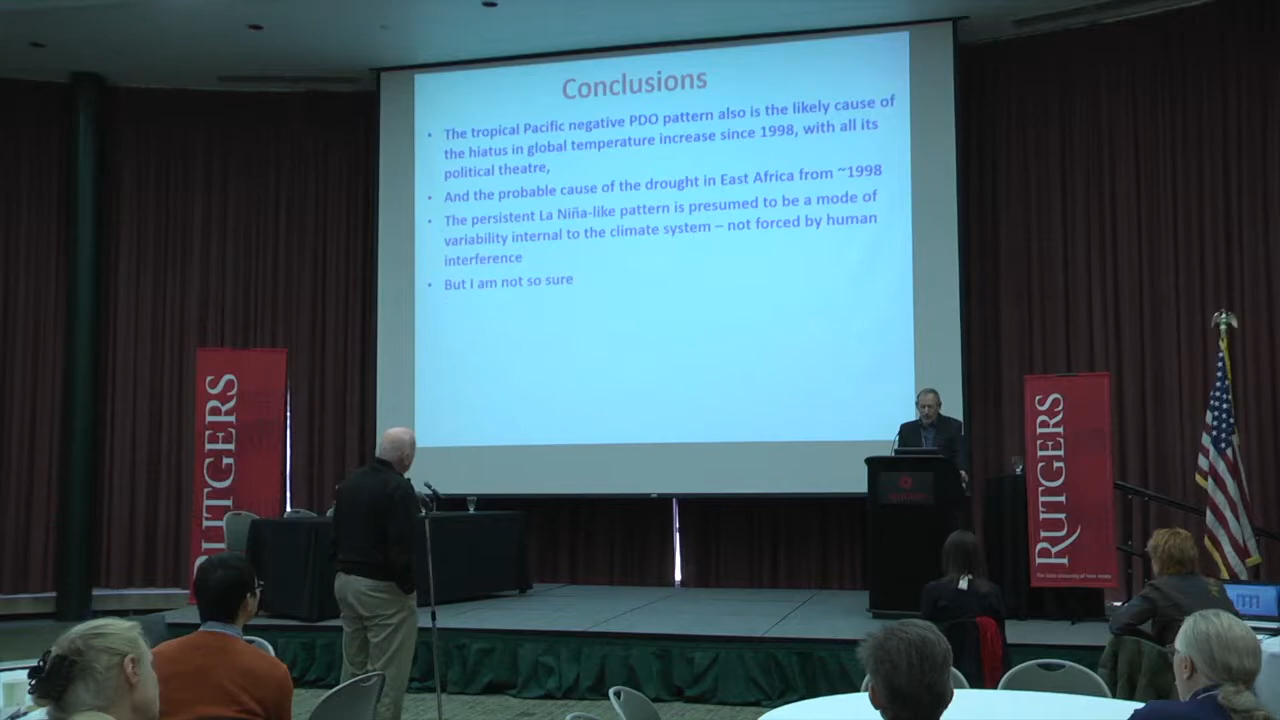 Conclusions
• The tropical Pacific negative PDO pattern also is the likely cause of
the hiatus in global temperature increase since 1998, with all its
political theatre,
• And the probable cause of the drought in East Africa from ~1998
• The persistent La Niña-like pattern is presumed to be a mode of
variability internal to the climate system – not forced by human
interference
• But I am not so sure
RUTGERS
RUTGERS